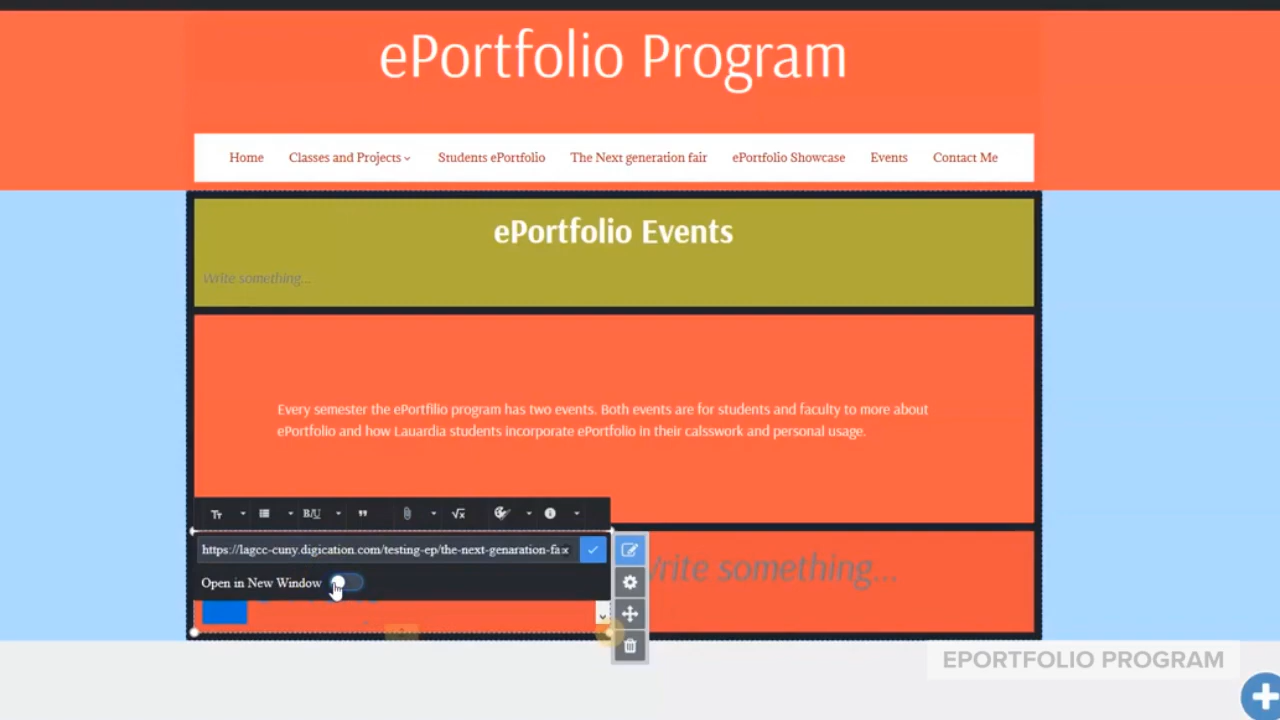 ePortfolio Program
Home Classes and Projects Students ePortfolio The Next generation fair ePortfolio Showcase Events Contact Me
ePortfolio Events
Write something...
Every semester the ePortfilio program has two events. Both events are for students and faculty to more about
ePortfolio and how Lauardia students incorporate ePortfolio in their calsswork and personal usage.
B/U
https://lagcc-cuny.digication.com/testing-ep/the-next-genaration-fa
Open in New Window
Write something...
EPORTFOLIO PROGRAM